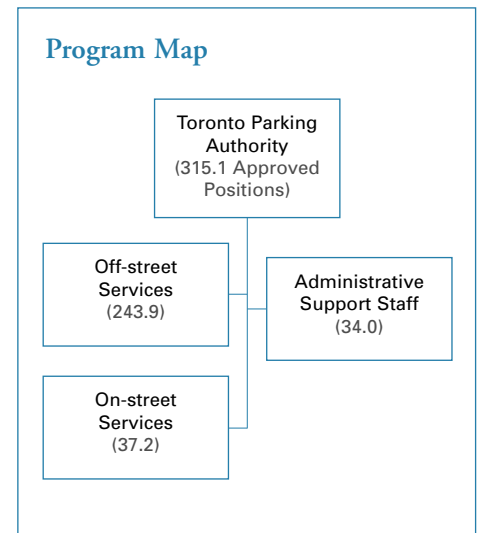 Program Map
Toronto Parking
Authority
(315.1 Approved
Positions)
Off-street
Services
(243.9)
Administrative
Support Staff
(34.0)
On-street
Services
(37.2)